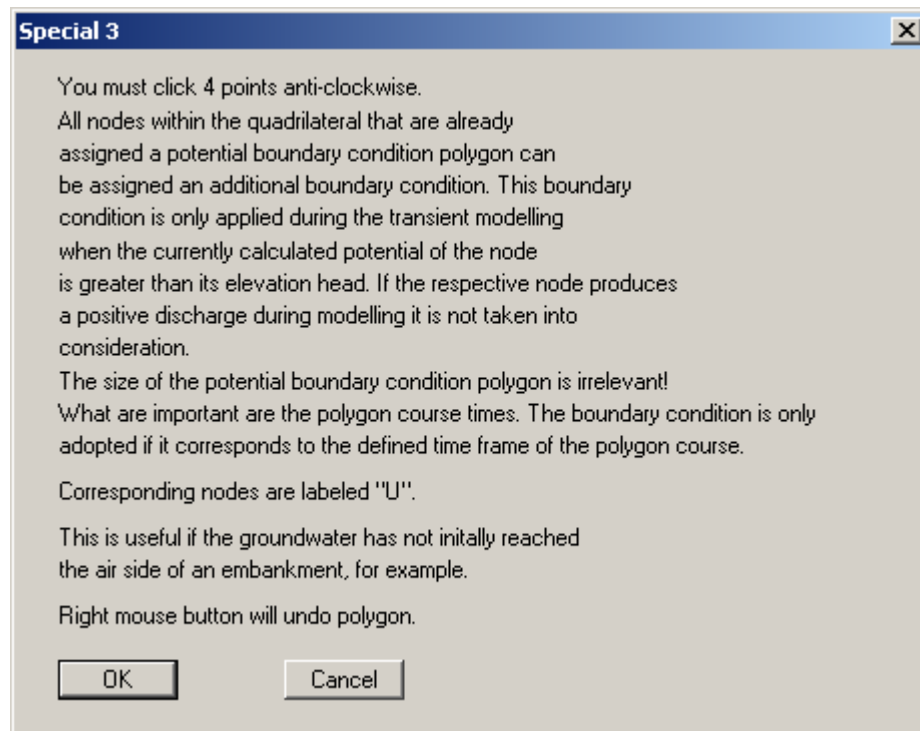 Special 3
You must click 4 points anti-clockwise.
All nodes within the quadrilateral that are already
assigned a potential boundary condition polygon can
be assigned an additional boundary condition. This boundary
condition is only applied during the transient modelling
when the currently calculated potential of the node
is greater than its elevation head. If the respective node produces
a positive discharge during modelling it is not taken into
consideration.
The size of the potential boundary condition polygon is irrelevant!
What are important are the polygon course times. The boundary condition is only
adopted if it corresponds to the defined time frame of the polygon course.
Corresponding nodes are labeled "U".
This is useful if the groundwater has not initally reached
the air side of an embankment, for example.
Right mouse button will undo polygon.
OK Cancel